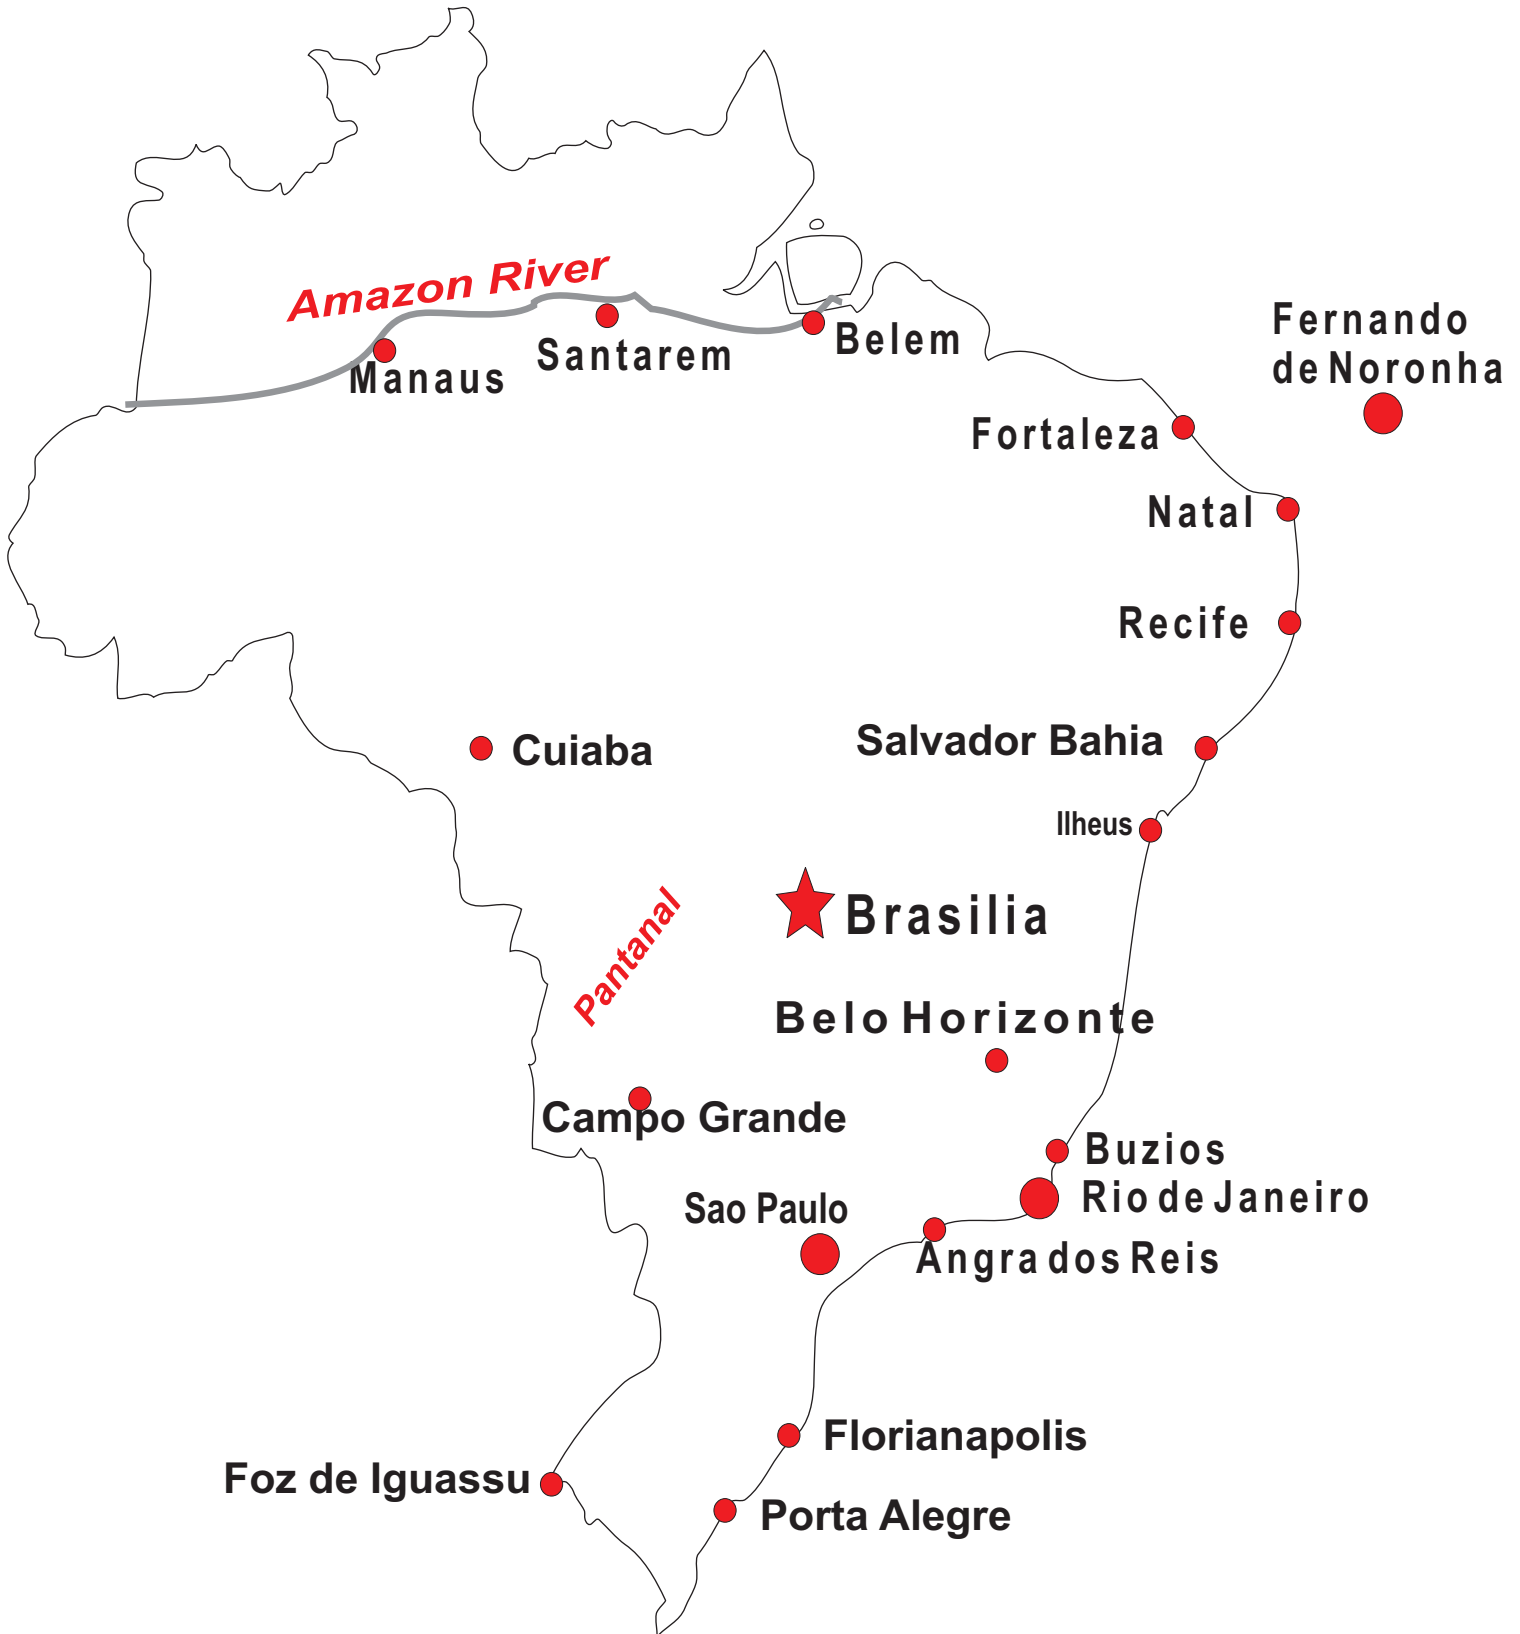 Amazon River
Fernando
de Noronha
Belem
Santarem
Manaus
Fortaleza
Natal
Recife
Salvador Bahia
Cuiaba
Ilheus
Brasilia
Pantanal
Belo Horizonte
Campo Grande
Buzios
Rio de Janeiro
Sao Paulo
Angra dos Reis
Florianapolis
Foz de Iguassu
Porta Alegre